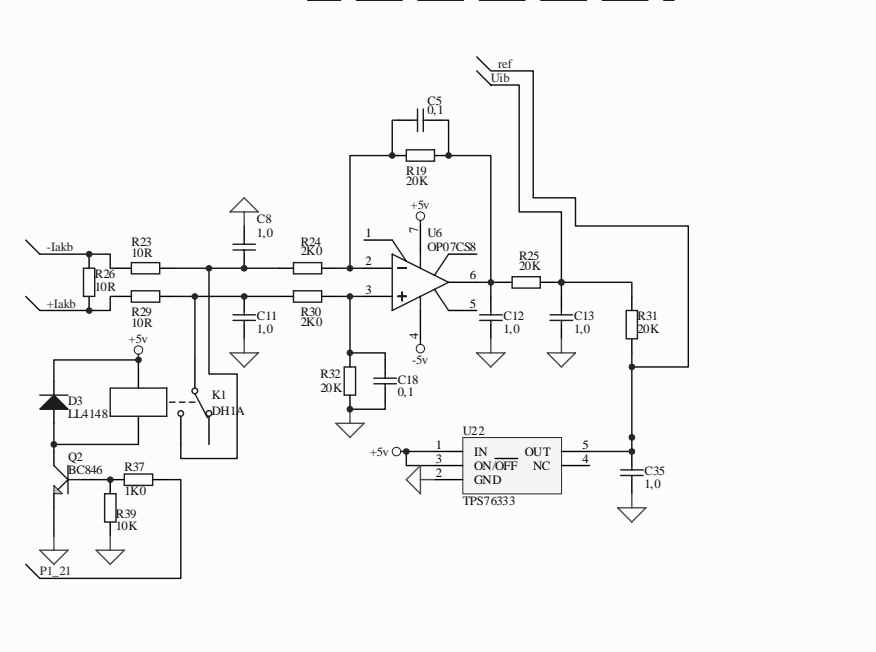 ref
Uib
C5
0,1
R19
20K
+5v
7
C8
1,0
U6
OP07CS8
1
-Iakb
R23
10R
R24
2K0
2
R26
10R
6
R25
20K
3
+Iakb
R29
10R
C11
1,0
R30
2K0
5
C12
1,0
C13
1,0
R31
20K
4
-5v
+5v
R32
20K
C18
0,1
D3
LL4148
K1
DH1A
U22
+5v
1
IN
OUT
5
3
ON/OFF
NC
4
2
GND
TPS76333
C35
1,0
Q2
BC846
R37
1K0
R39
10K
P1_21